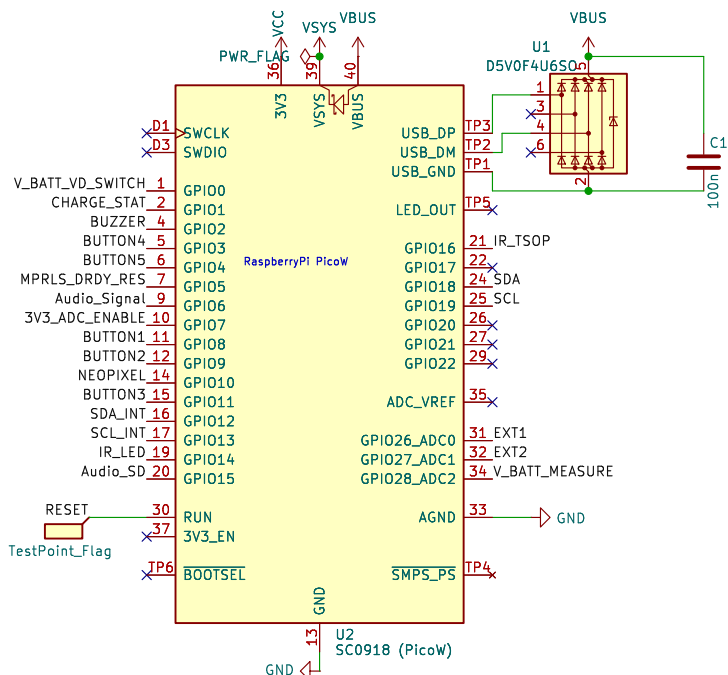 VCC
VSYS
VBUS
PWR_FLAG
36
39
40
3V3
VSYS
VBUS
D1 SWCLK
D3 SWDIO
V_BATT_VD_SWITCH 1 GPIO0
CHARGE_STAT 2 GPIO1
BUZZER 4 GPIO2
BUTTON4 5 GPIO3
BUTTON5 6 GPIO4
MPRLS_DRDY_RES 7 GPIO5
Audio_Signal 9 GPIO6
3V3_ADC_ENABLE 10 GPIO7
BUTTON1 11 GPIO8
BUTTON2 12 GPIO9
NEOPIXEL 14 GPIO10
BUTTON3 15 GPIO11
SDA_INT 16 GPIO12
SCL_INT 17 GPIO13
IR_LED 19 GPIO14
Audio_SD 20 GPIO15
RESET 30 RUN
TestPoint_Flag
37 3V3_EN
TP6 BOOTSEL
RaspberryPi PicoW
USB_DP TP3
USB_DM TP2
USB_GND TP1
LED_OUT TP5
GPIO16 21 IR_TSOP
GPIO17 22
GPIO18 24 SDA
GPIO19 25 SCL
GPIO20 26
GPIO21 27
GPIO22 29
ADC_VREF 35
GPIO26_ADC0 31 EXT1
GPIO27_ADC1 32 EXT2
GPIO28_ADC2 34 V_BATT_MEASURE
AGND 33 GND
SMPS_PS TP4
GND
13
GND
U2
SC0918 (PicoW)
VBUS
U1
D5V0F4U6SO
5
1
3
4
6
2
C1
100n